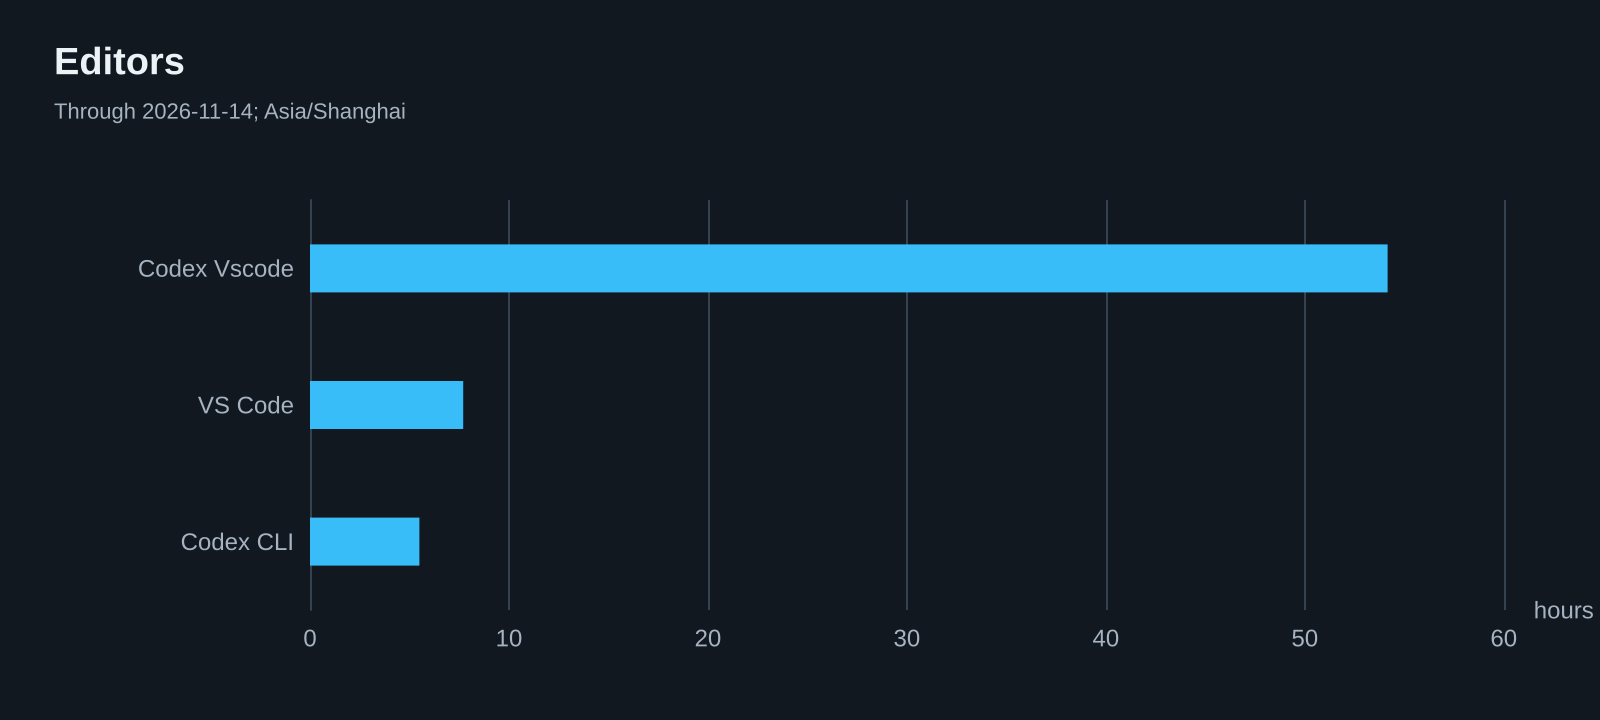 Editors
Through 2026-11-14; Asia/Shanghai
Codex Vscode
VS Code
Codex CLI
hours
0 10 20 30 40 50 60